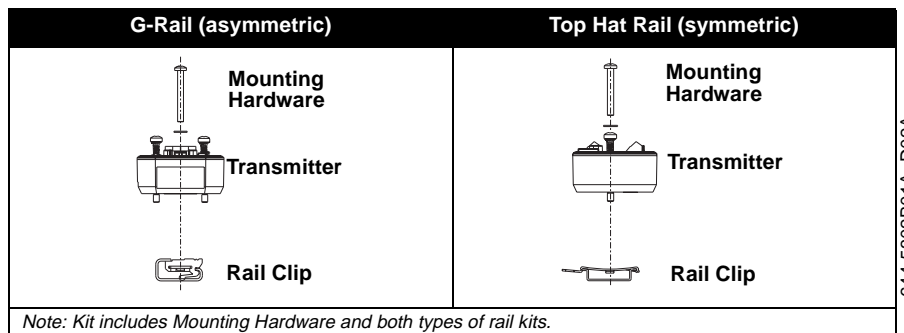 G-Rail (asymmetric)
Top Hat Rail (symmetric)
Mounting
Hardware
Transmitter
Rail Clip
Mounting
Hardware
Transmitter
Rail Clip
Note: Kit includes Mounting Hardware and both types of rail kits.